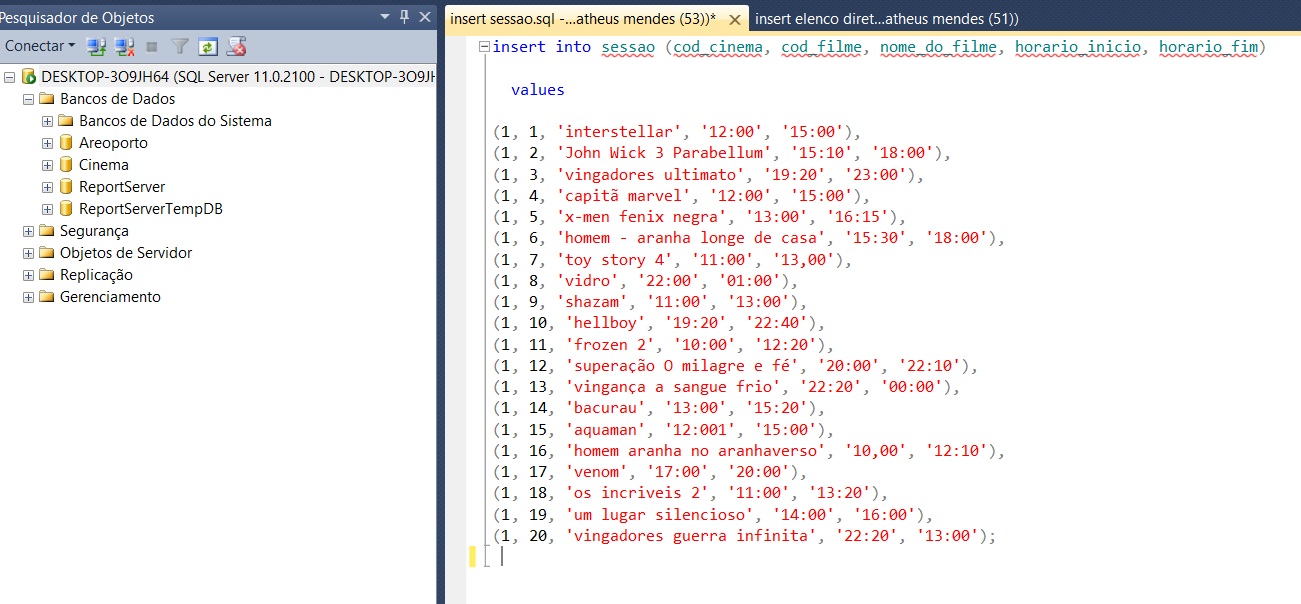 Pesquisador de Objetos
Conectar
DESKTOP-3O9JH64 (SQL Server 11.0.2100 - DESKTOP-3O9JH
Bancos de Dados
Bancos de Dados do Sistema
Areoporto
Cinema
ReportServer
ReportServerTempDB
Segurança
Objetos de Servidor
Replicação
Gerenciamento
insert sessao.sql -...atheus mendes (53))*
insert elenco diret...atheus mendes (51))
insert into sessao (cod_cinema, cod_filme, nome_do_filme, horario_inicio, horario_fim)
values
(1, 1, 'interstellar', '12:00', '15:00'),
(1, 2, 'John Wick 3 Parabellum', '15:10', '18:00'),
(1, 3, 'vingadores ultimato', '19:20', '23:00'),
(1, 4, 'capitã marvel', '12:00', '15:00'),
(1, 5, 'x-men fenix negra', '13:00', '16:15'),
(1, 6, 'homem - aranha longe de casa', '15:30', '18:00'),
(1, 7, 'toy story 4', '11:00', '13,00'),
(1, 8, 'vidro', '22:00', '01:00'),
(1, 9, 'shazam', '11:00', '13:00'),
(1, 10, 'hellboy', '19:20', '22:40'),
(1, 11, 'frozen 2', '10:00', '12:20'),
(1, 12, 'superação O milagre e fé', '20:00', '22:10'),
(1, 13, 'vingança a sangue frio', '22:20', '00:00'),
(1, 14, 'bacurau', '13:00', '15:20'),
(1, 15, 'aquaman', '12:001', '15:00'),
(1, 16, 'homem aranha no aranhaverso', '10,00', '12:10'),
(1, 17, 'venom', '17:00', '20:00'),
(1, 18, 'os incriveis 2', '11:00', '13:20'),
(1, 19, 'um lugar silencioso', '14:00', '16:00'),
(1, 20, 'vingadores guerra infinita', '22:20', '13:00');